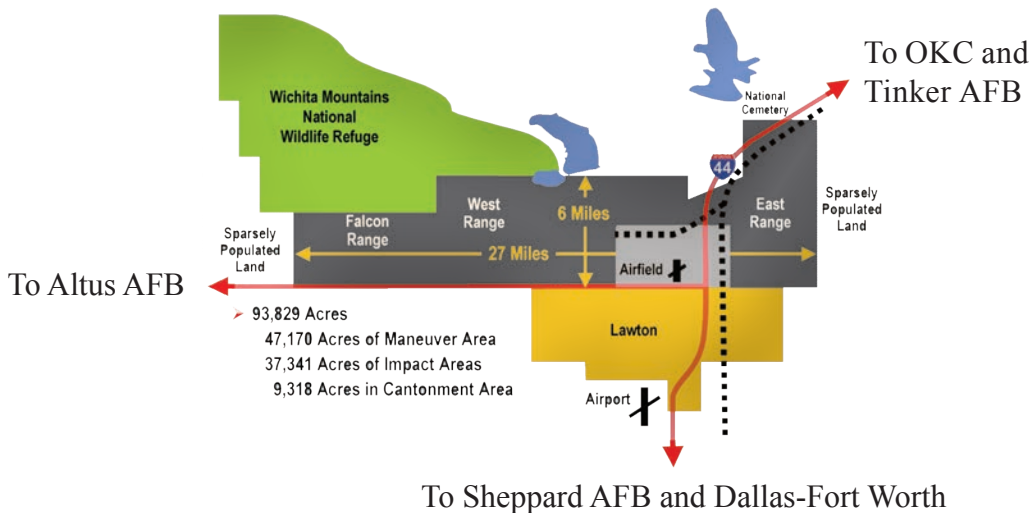 To OKC and
Tinker AFB
National
Cemetery
Wichita Mountains
National
Wildlife Refuge
44
West
Range
6 Miles
East
Range
Sparsely
Populated
Land
Falcon
Range
Sparsely
Populated
Land
27 Miles
Airfield
To Altus AFB
93,829 Acres
47,170 Acres of Maneuver Area
37,341 Acres of Impact Areas
9,318 Acres in Cantonment Area
Lawton
Airport
To Sheppard AFB and Dallas-Fort Worth